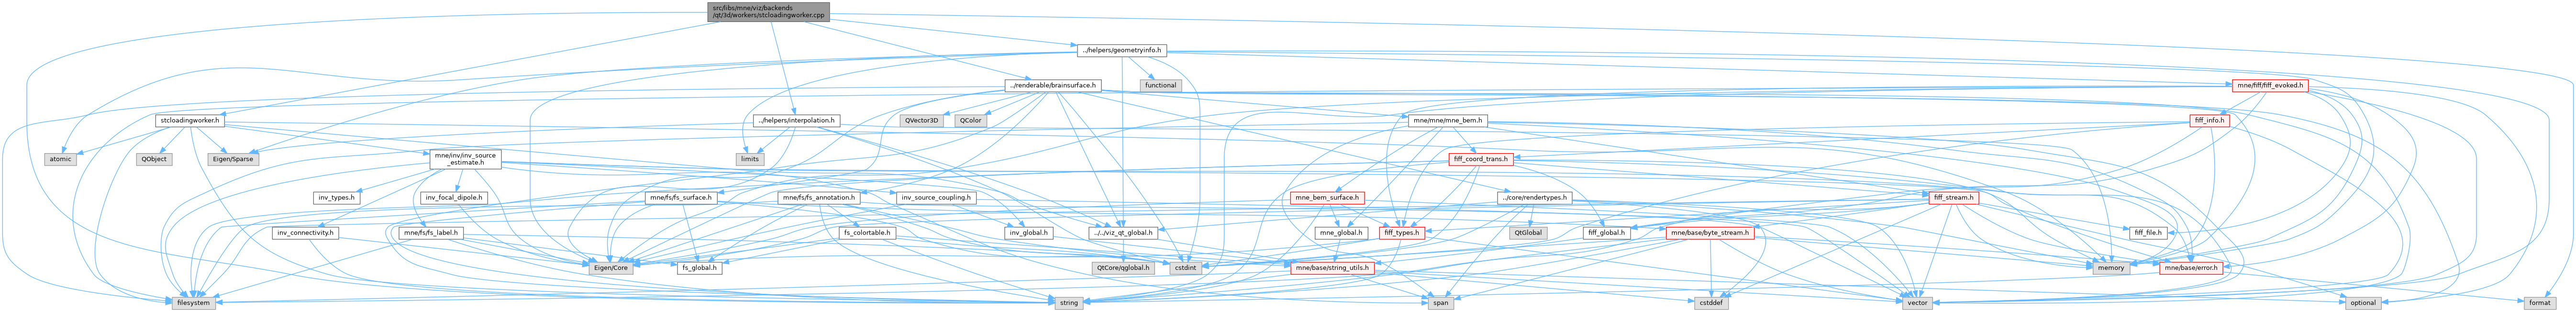 src/libs/mne/viz/backends
/qt/3d/workers/stcloadingworker.cpp
../helpers/geometryinfo.h
functional
../renderable/brainsurface.h
mne/fiff/fiff_evoked.h
stcloadingworker.h
../helpers/interpolation.h
QVector3D
QColor
mne/mne/mne_bem.h
fiff_info.h
atomic
QObject
Eigen/Sparse
mne/inv/inv_source
_estimate.h
limits
fiff_coord_trans.h
inv_types.h
inv_focal_dipole.h
mne/fs/fs_surface.h
mne/fs/fs_annotation.h
inv_source_coupling.h
mne_bem_surface.h
../core/rendertypes.h
fiff_stream.h
inv_connectivity.h
mne/fs/fs_label.h
fs_colortable.h
inv_global.h
../../viz_qt_global.h
mne_global.h
fiff_types.h
QtGlobal
fiff_global.h
mne/base/byte_stream.h
fiff_file.h
Eigen/Core
fs_global.h
QtCore/qglobal.h
cstdint
mne/base/string_utils.h
memory
mne/base/error.h
filesystem
string
span
cstddef
vector
optional
format